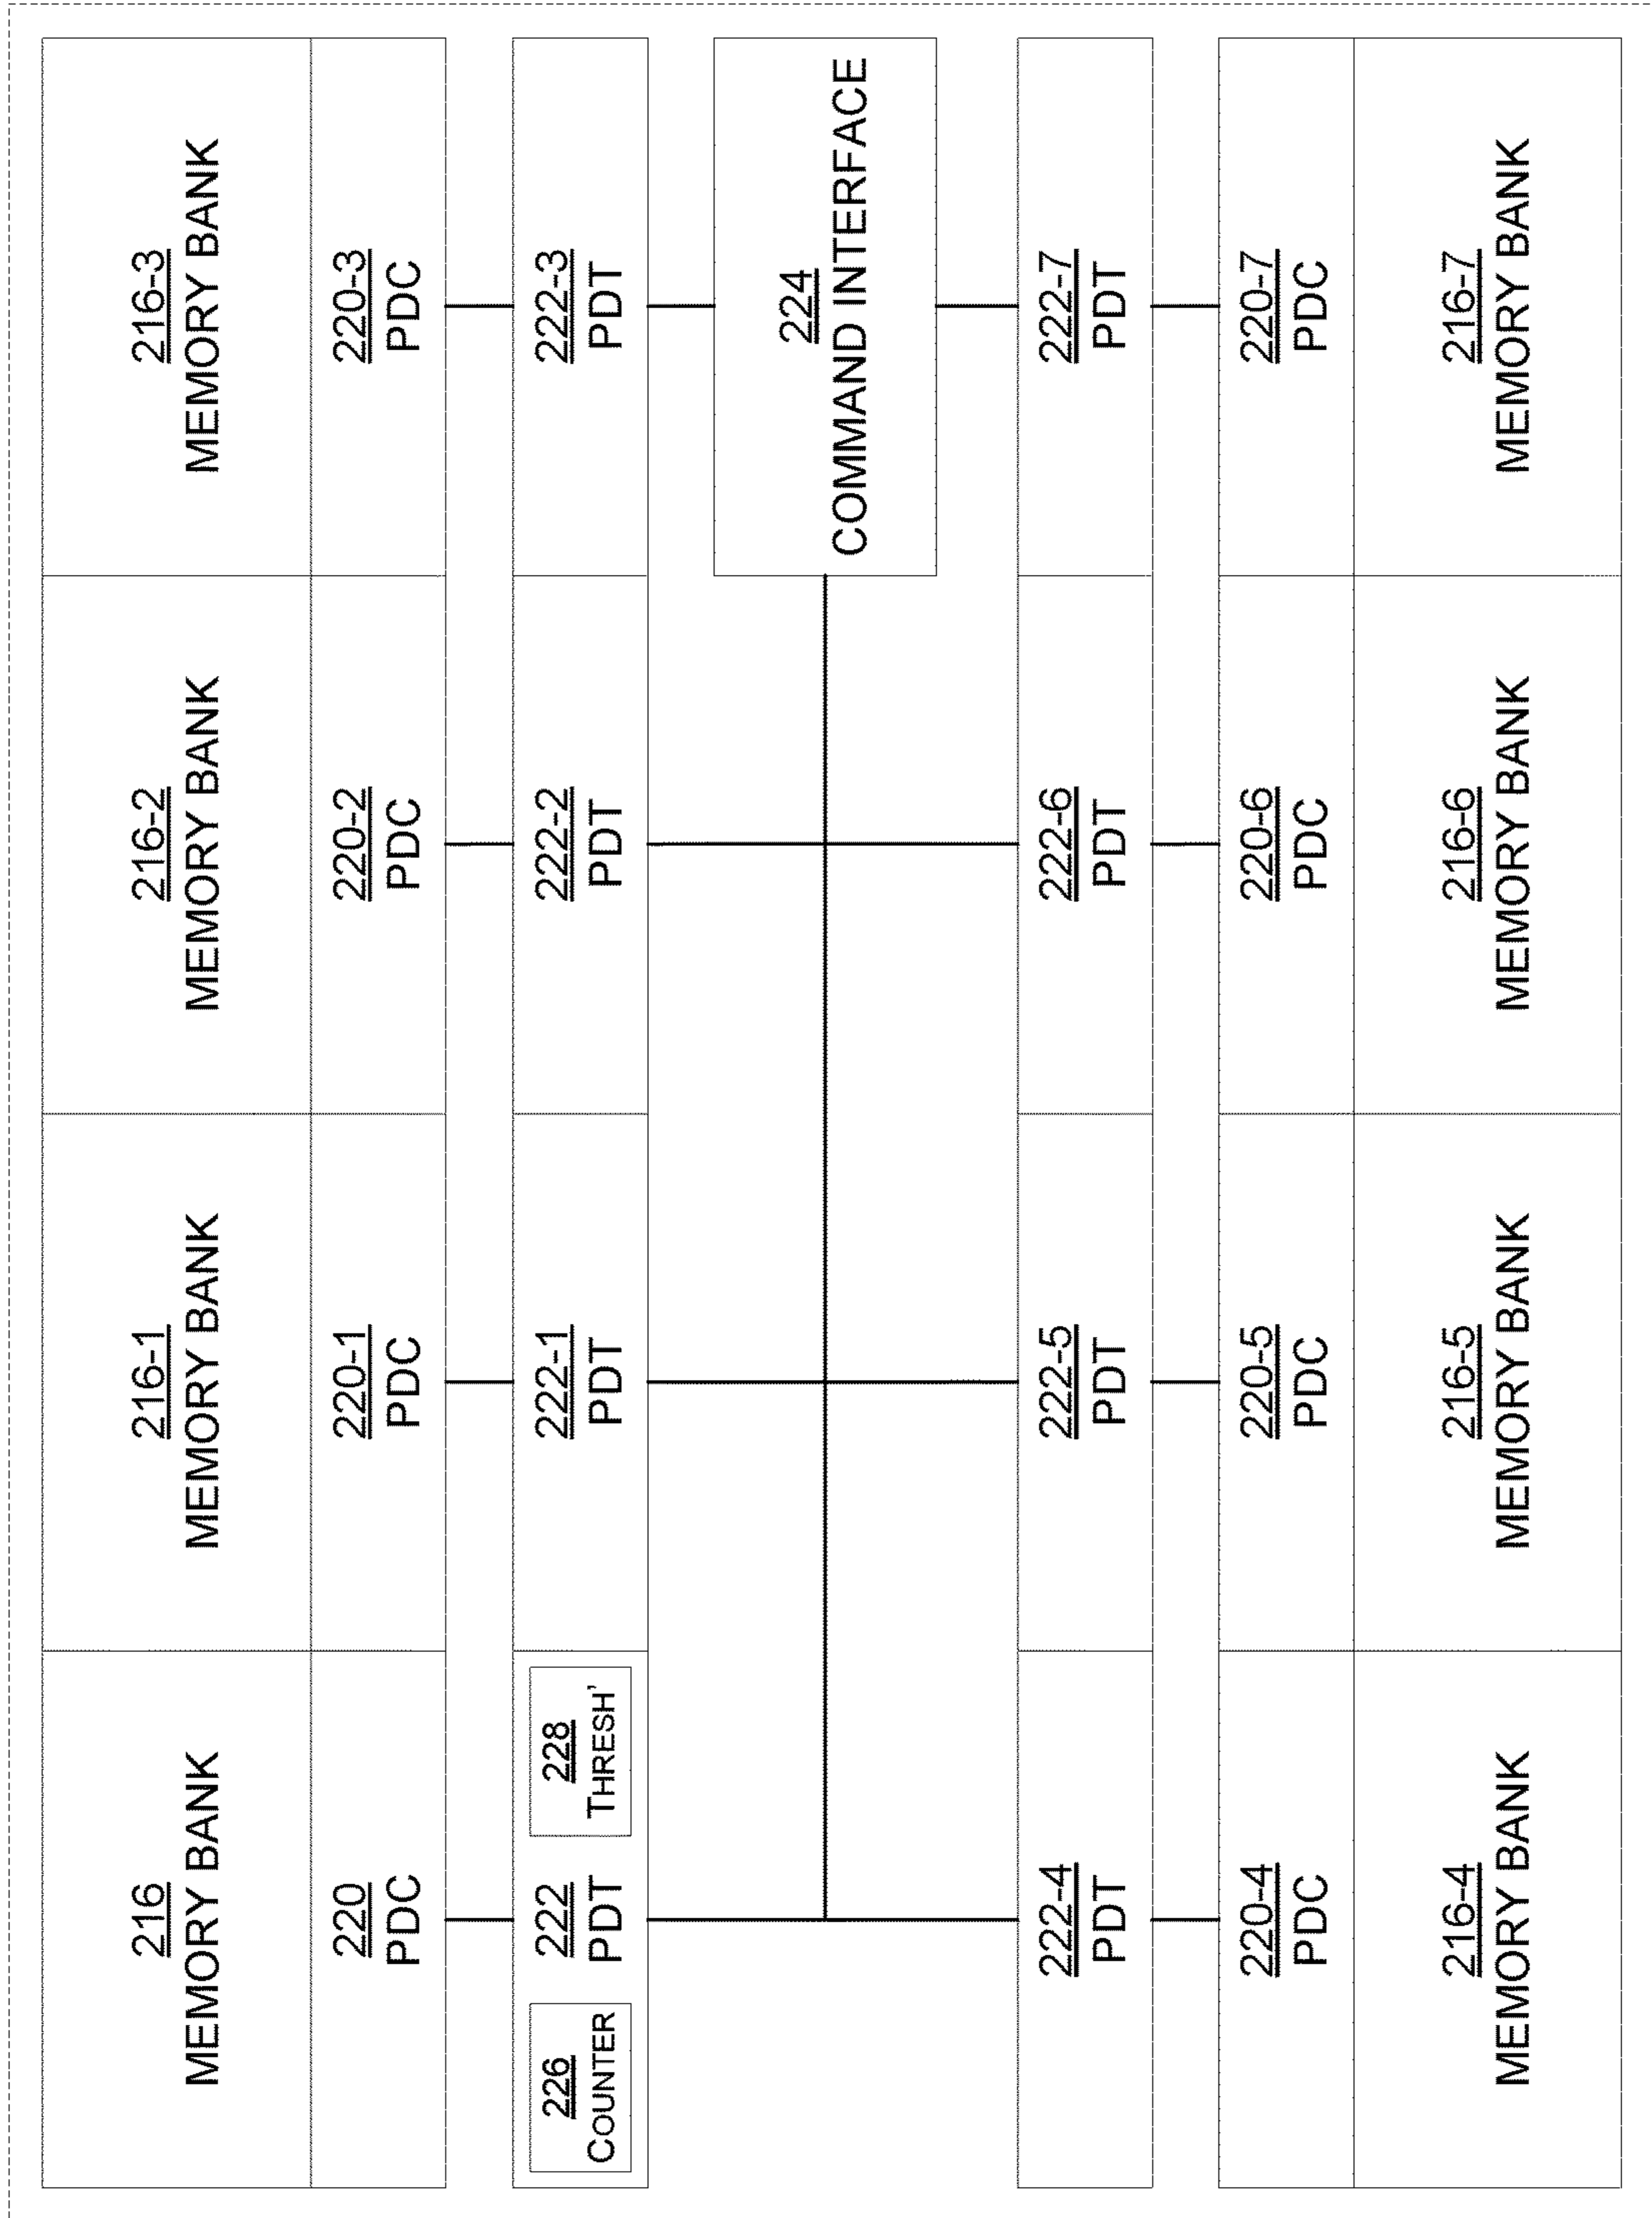 216
MEMORY BANK
216-1
MEMORY BANK
216-2
MEMORY BANK
216-3
MEMORY BANK
220
PDC
220-1
PDC
220-2
PDC
220-3
PDC
226
COUNTER
222
PDT
228
THRESH'
222-1
PDT
222-2
PDT
222-3
PDT
224
COMMAND INTERFACE
222-4
PDT
222-5
PDT
222-6
PDT
222-7
PDT
220-4
PDC
220-5
PDC
220-6
PDC
220-7
PDC
216-4
MEMORY BANK
216-5
MEMORY BANK
216-6
MEMORY BANK
216-7
MEMORY BANK